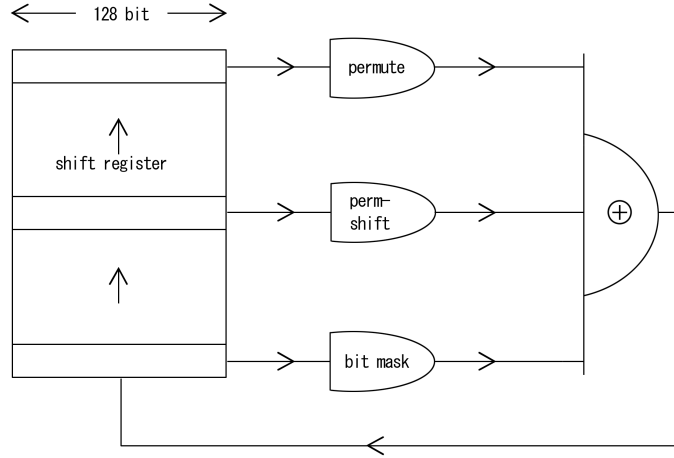 128 bit
permute
shift register
perm-
shift
bit mask